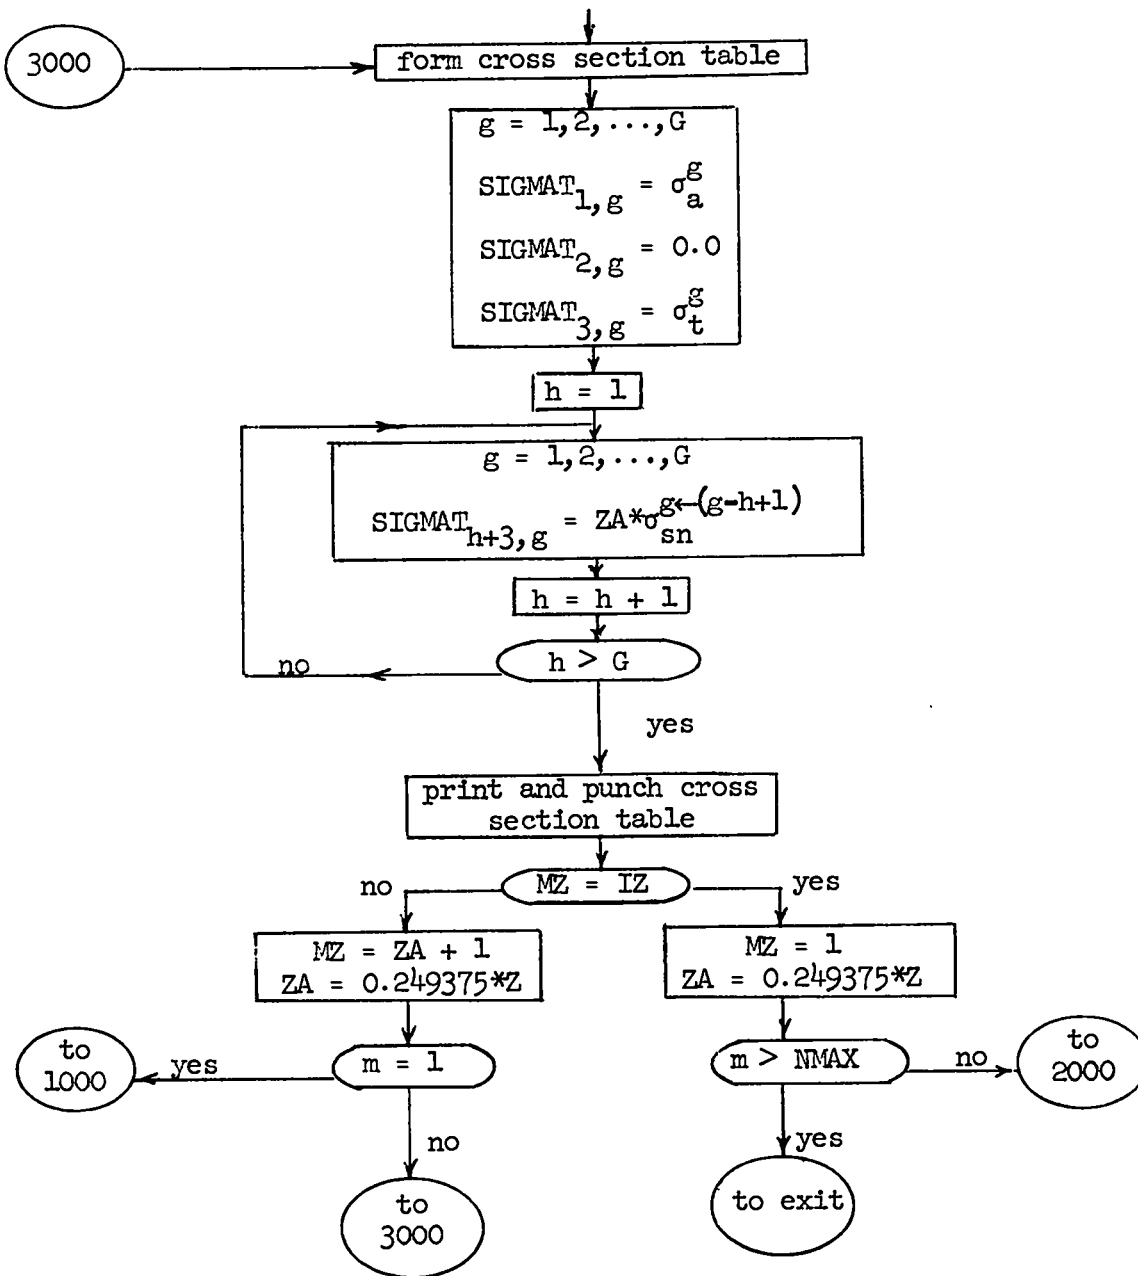 3000
form cross section table
g = 1,2,...,G
SIGMAT₁,g = σₐᵍ
SIGMAT₂,g = 0.0
SIGMAT₃,g = σₜᵍ
h = 1
g = 1,2,...,G
SIGMATₕ₊₃,g = ZA*σₛₙ^g←(g-h+1)
h = h + 1
h > G
no
yes
print and punch cross
section table
MZ = IZ
no
yes
MZ = ZA + 1
ZA = 0.249375*Z
MZ = 1
ZA = 0.249375*Z
to
1000
yes
m = 1
m > NMAX
no
to
2000
no
yes
to
3000
to exit